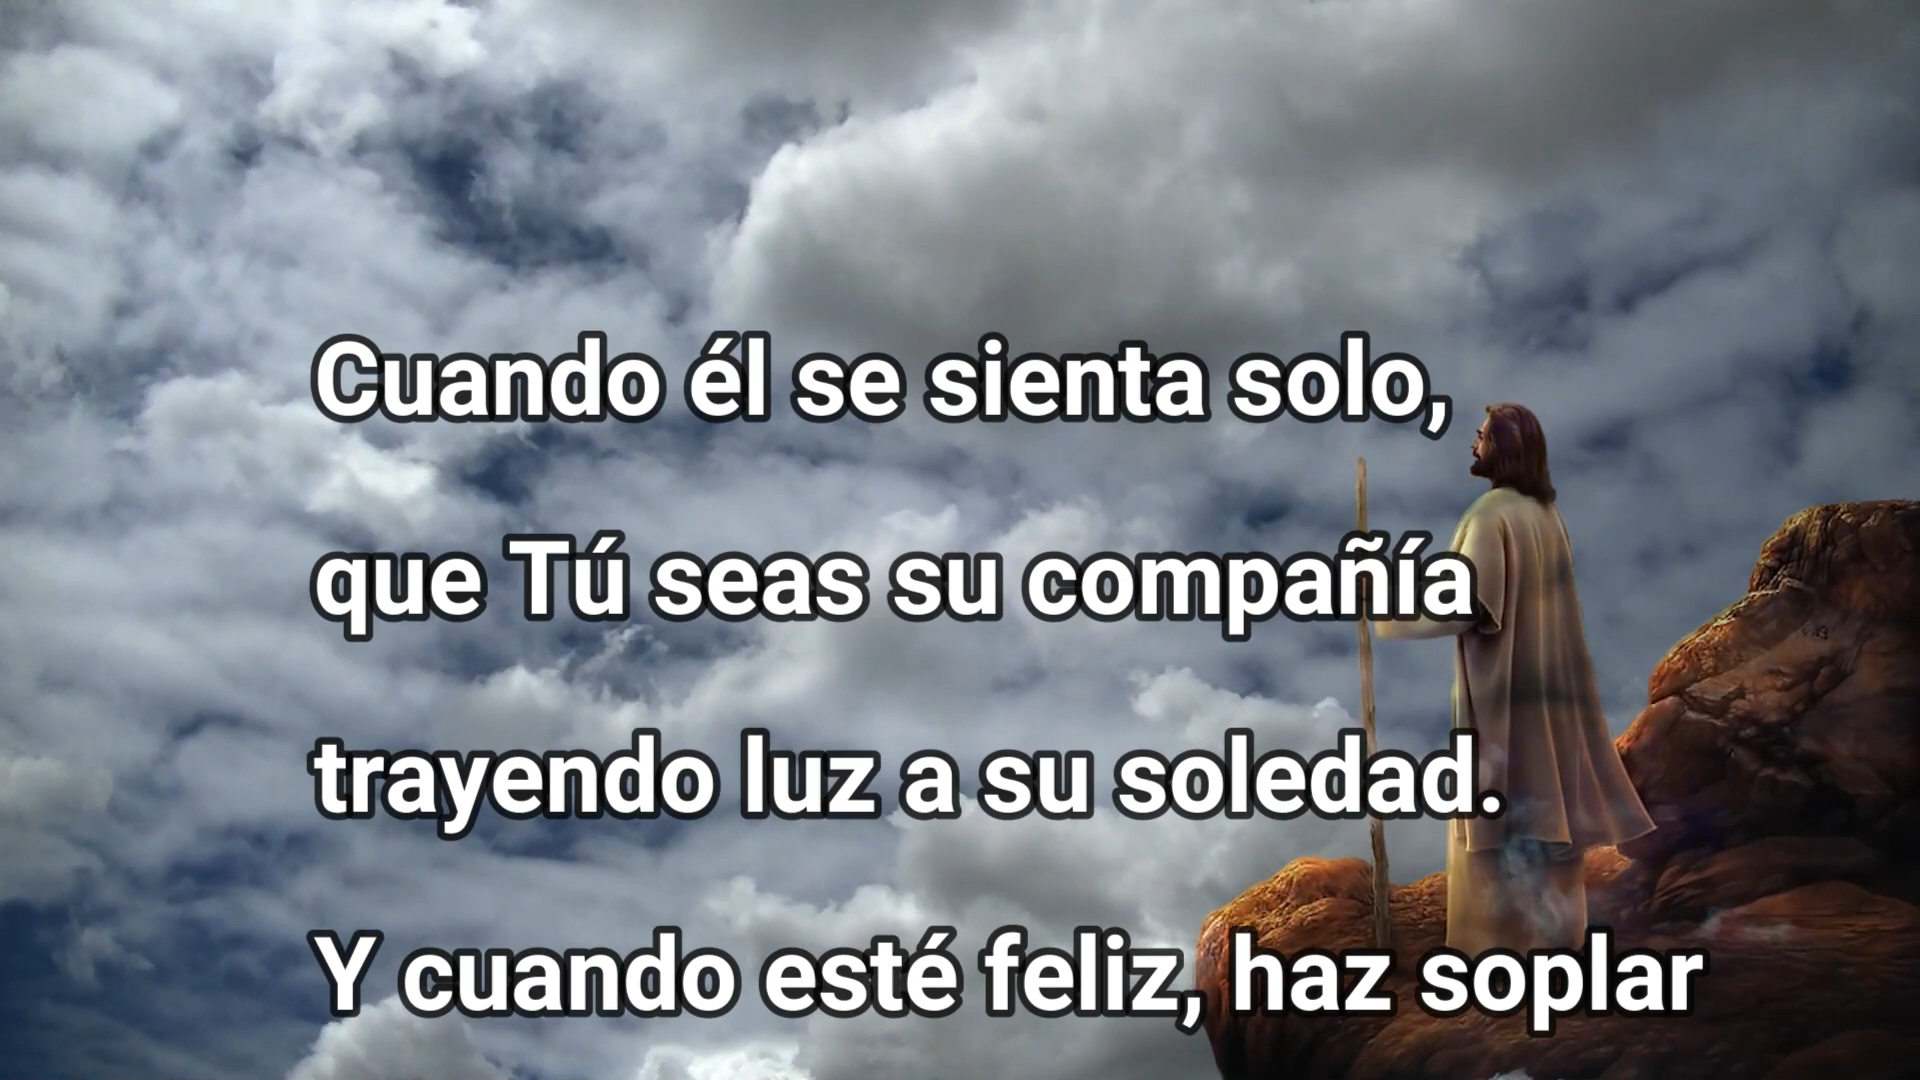 Cuando él se sienta solo,
que Tú seas su compañía
trayendo luz a su soledad.
Y cuando esté feliz, haz soplar